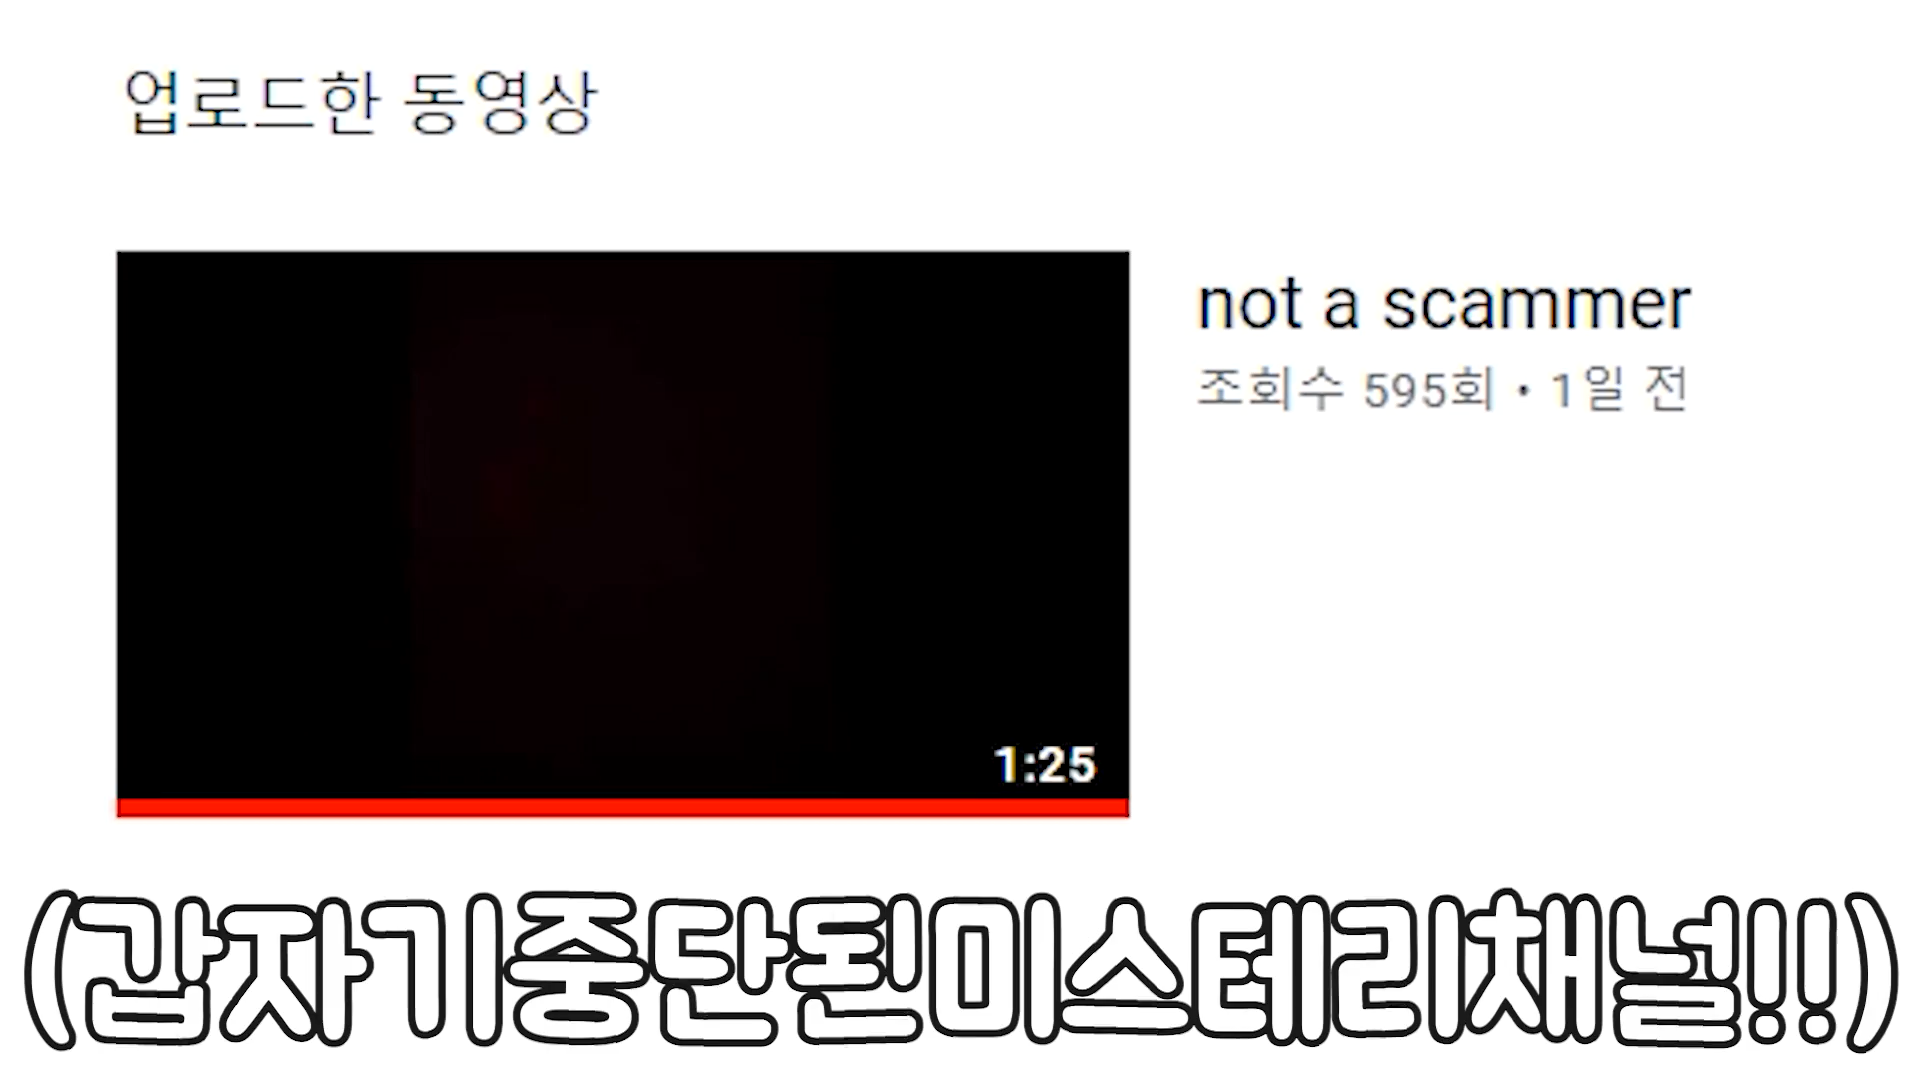 업로드한 동영상
not a scammer
조회수 595회 • 1일 전
1:25
(갑자기중단된미스테리채널!!)